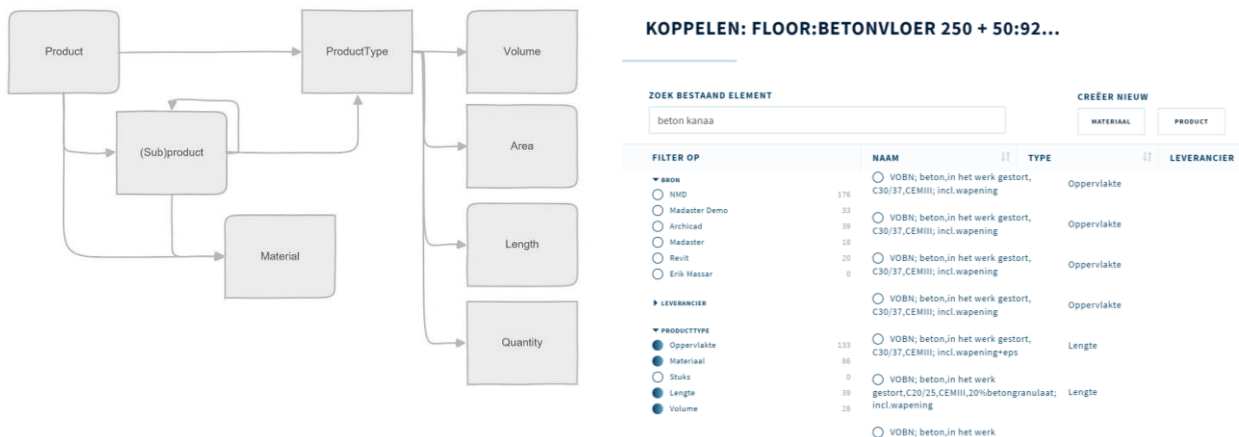 Product
ProductType
Volume
Area
(Sub)product
Length
Material
Quantity
KOPPELEN: FLOOR:BETONVLOER 250 + 50:92...
ZOEK BESTAAND ELEMENT
CREËER NIEUW
beton kanaa
MATERIAAL
PRODUCT
FILTER OP
NAAM
TYPE
LEVERANCIER
BRON
NMD 176
Madaster Demo 33
Archicad 39
Madaster 18
Revit 20
Erik Massar 0
LEVERANCIER
PRODUCTTYPE
Oppervlakte 133
Materiaal 86
Stuks 0
Lengte 39
Volume 28
VOBN; beton,in het werk gestort,
C30/37,CEMIII; incl.wapening
Oppervlakte
VOBN; beton,in het werk gestort,
C30/37,CEMIII; incl.wapening
Oppervlakte
VOBN; beton,in het werk gestort,
C30/37,CEMIII; incl.wapening
Oppervlakte
VOBN; beton,in het werk gestort,
C30/37,CEMIII; incl.wapening
Oppervlakte
VOBN; beton,in het werk gestort,
C30/37,CEMIII; incl.wapening+eps
Lengte
VOBN; beton,in het werk
gestort,C20/25,CEMIII,20%betongranulaat;
incl.wapening
Lengte
VOBN; beton,in het werk